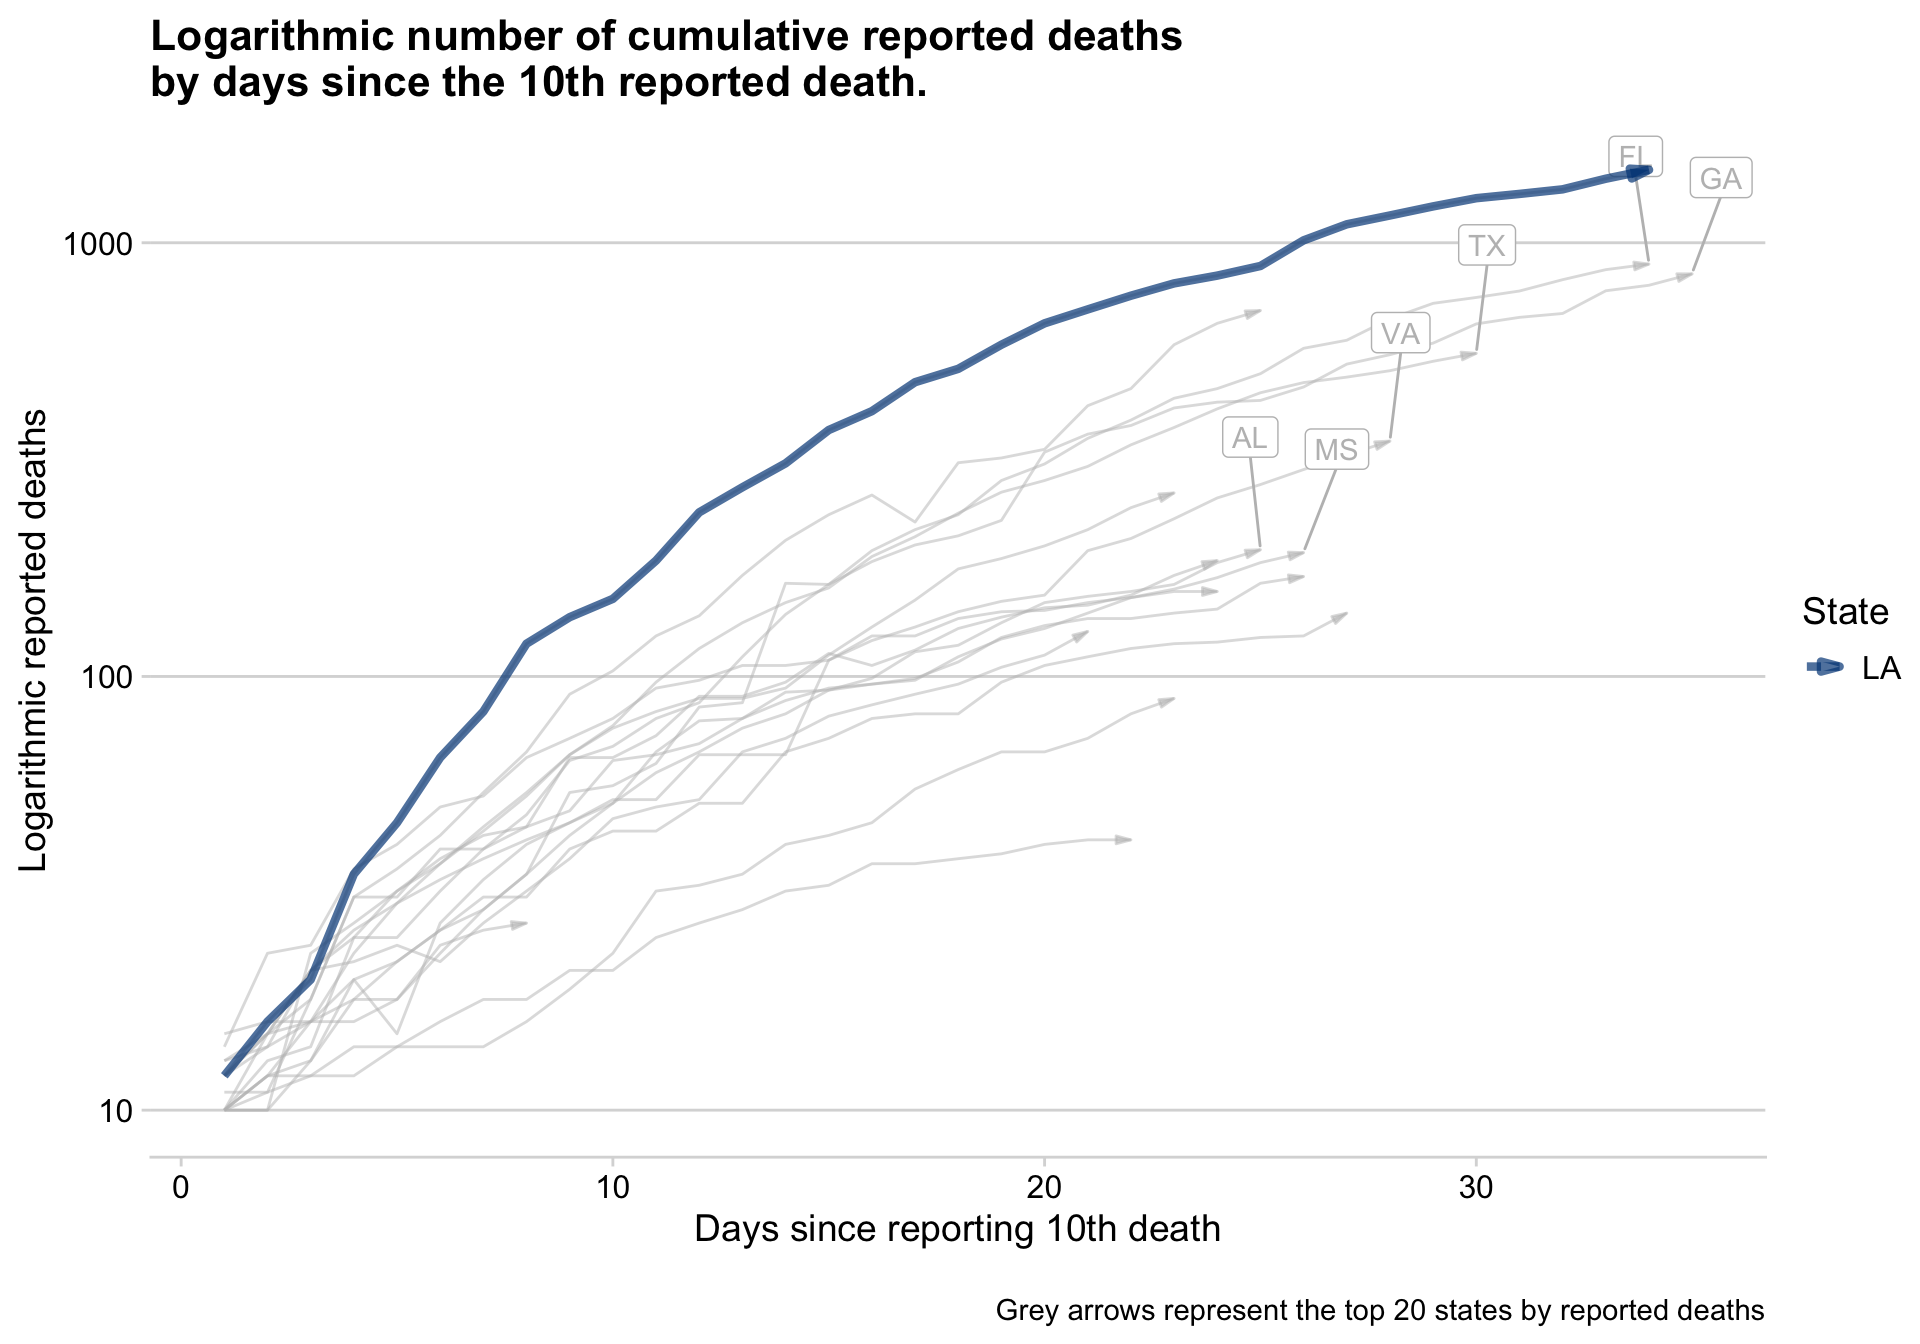 Logarithmic number of cumulative reported deaths
by days since the 10th reported death.
FL
GA
1000
TX
VA
AL
MS
Logarithmic reported deaths
State
LA
100
10
0
10
20
30
Days since reporting 10th death
Grey arrows represent the top 20 states by reported deaths